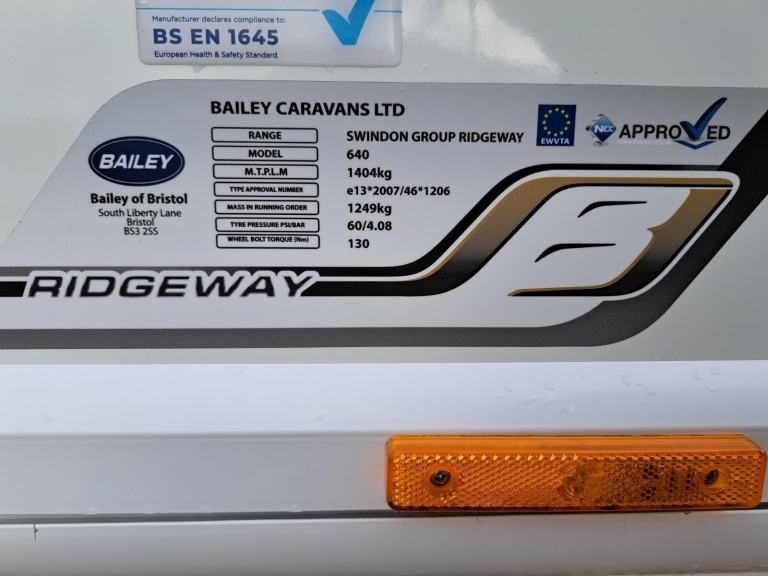 Manufacturer declares compliance to:
BS EN 1645
European Health & Safety Standard.
BAILEY CARAVANS LTD
RANGE SWINDON GROUP RIDGEWAY
MODEL 640
M.T.P.L.M 1404kg
TYPE APPROVAL NUMBER e13*2007/46*1206
MASS IN RUNNING ORDER 1249kg
TYRE PRESSURE PSI/BAR 60/4.08
WHEEL BOLT TORQUE (Nm) 130
BAILEY
Bailey of Bristol
South Liberty Lane
Bristol
BS3 2SS
EWVTA
NCC APPROVED
RIDGEWAY
B